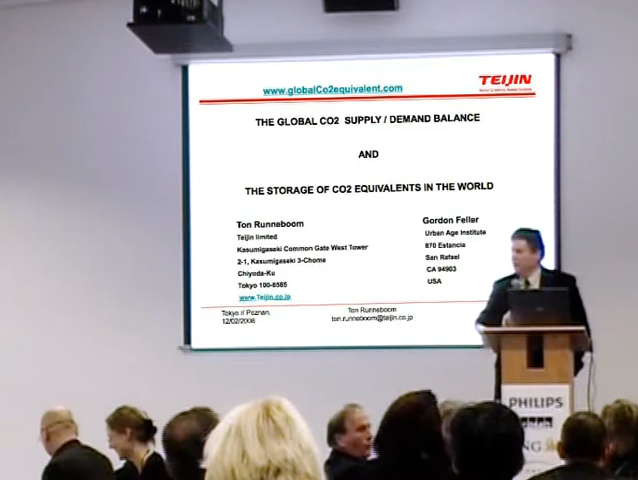 www.globalCo2equivalent.com
TEIJIN
THE GLOBAL CO2 SUPPLY / DEMAND BALANCE
AND
THE STORAGE OF CO2 EQUIVALENTS IN THE WORLD
Ton Runneboom
Teijin limited
Kasumigaseki Common Gate West Tower
2-1, Kasumigaseki 3-Chome
Chiyoda-Ku
Tokyo 100-8585
www.Teijin.co.jp
Gordon Feller
Urban Age Institute
870 Estancia
San Rafael
CA 94903
USA
Tokyo // Poznan,
12/02/2008
Ton Runneboom
ton.runneboom@teijin.co.jp
PHILIPS
ING